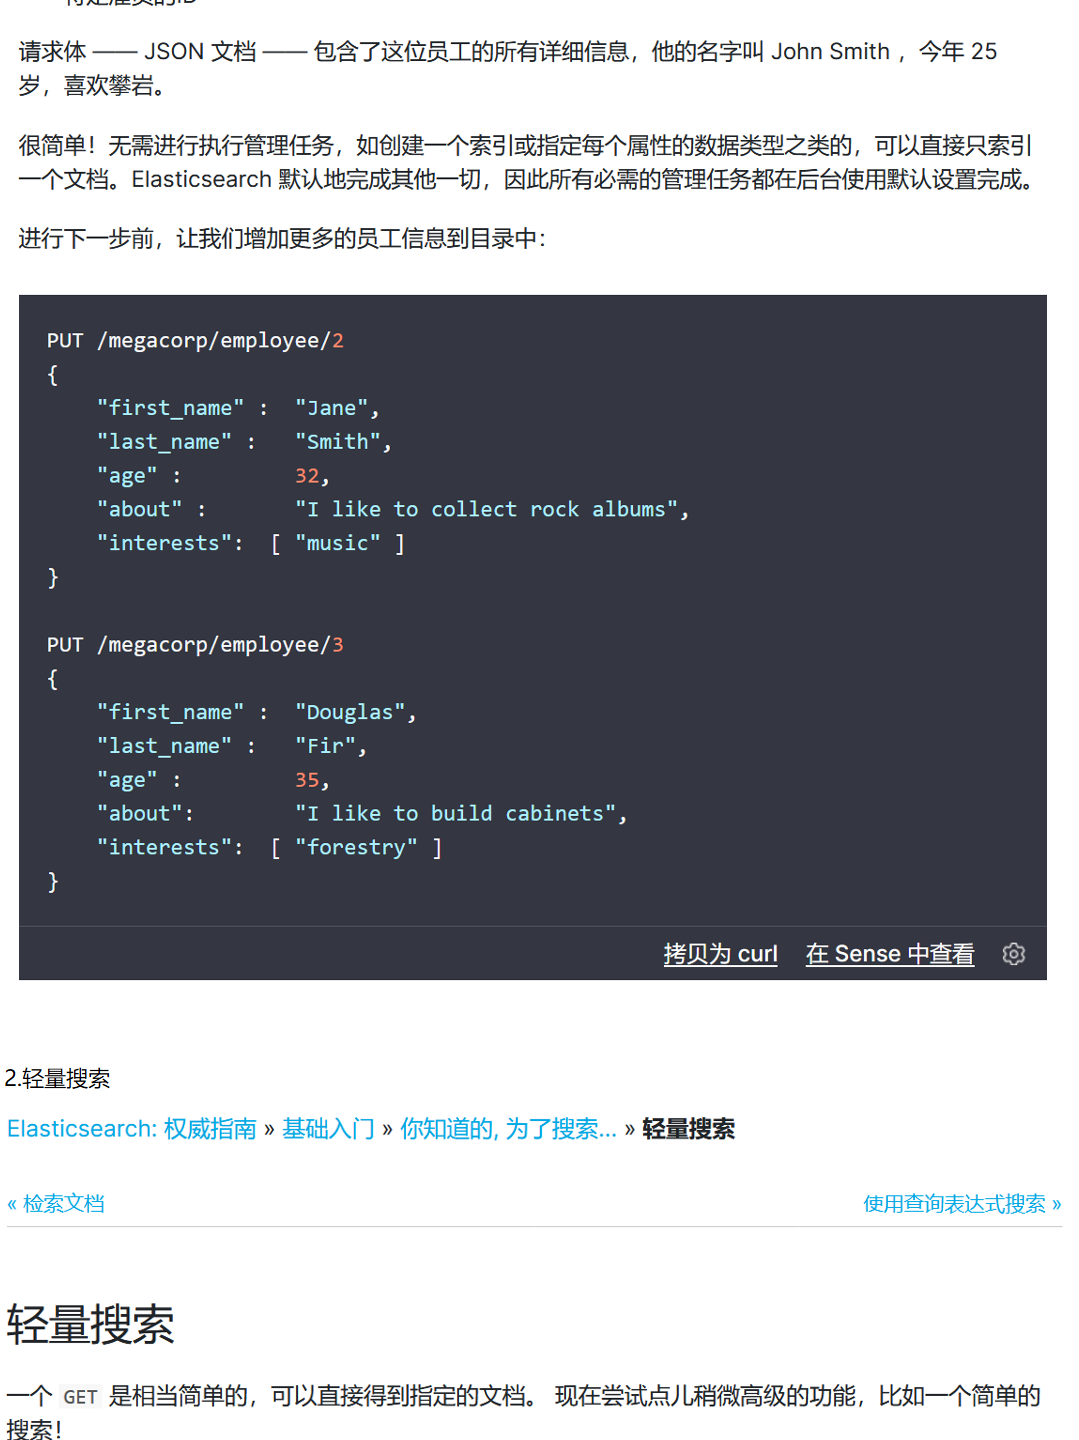 请求体 —— JSON 文档 —— 包含了这位员工的所有详细信息，他的名字叫 John Smith ，今年 25
岁，喜欢攀岩。
很简单！无需进行执行管理任务，如创建一个索引或指定每个属性的数据类型之类的，可以直接只索引
一个文档。Elasticsearch 默认地完成其他一切，因此所有必需的管理任务都在后台使用默认设置完成。
进行下一步前，让我们增加更多的员工信息到目录中：
PUT /megacorp/employee/2
{
    "first_name" :  "Jane",
    "last_name" :   "Smith",
    "age" :         32,
    "about" :       "I like to collect rock albums",
    "interests":  [ "music" ]
}
PUT /megacorp/employee/3
{
    "first_name" :  "Douglas",
    "last_name" :   "Fir",
    "age" :         35,
    "about":        "I like to build cabinets",
    "interests":  [ "forestry" ]
}
拷贝为 curl 在 Sense 中查看
2.轻量搜索
Elasticsearch: 权威指南 » 基础入门 » 你知道的, 为了搜索… » 轻量搜索
« 检索文档 使用查询表达式搜索 »
轻量搜索
一个 GET 是相当简单的，可以直接得到指定的文档。 现在尝试点儿稍微高级的功能，比如一个简单的
搜索！